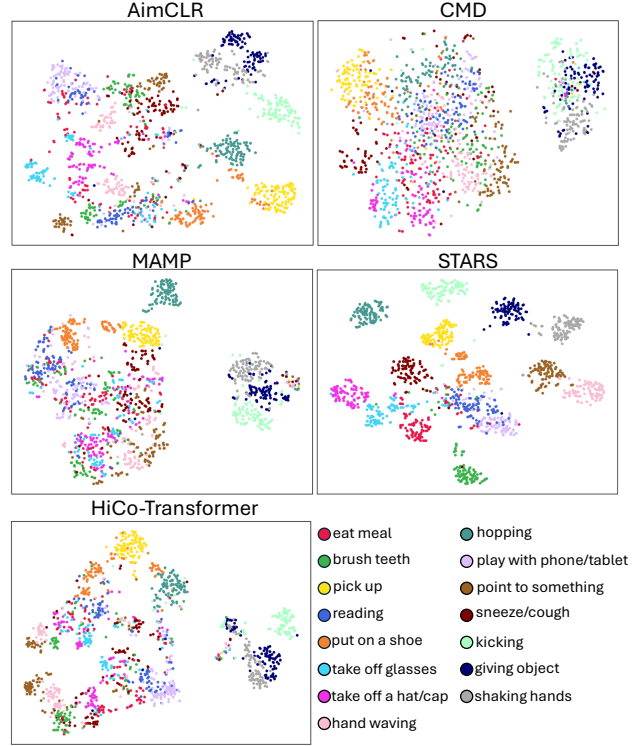 AimCLR
CMD
MAMP
STARS
HiCo-Transformer
eat meal
brush teeth
pick up
reading
put on a shoe
take off glasses
take off a hat/cap
hand waving
hopping
play with phone/tablet
point to something
sneeze/cough
kicking
giving object
shaking hands